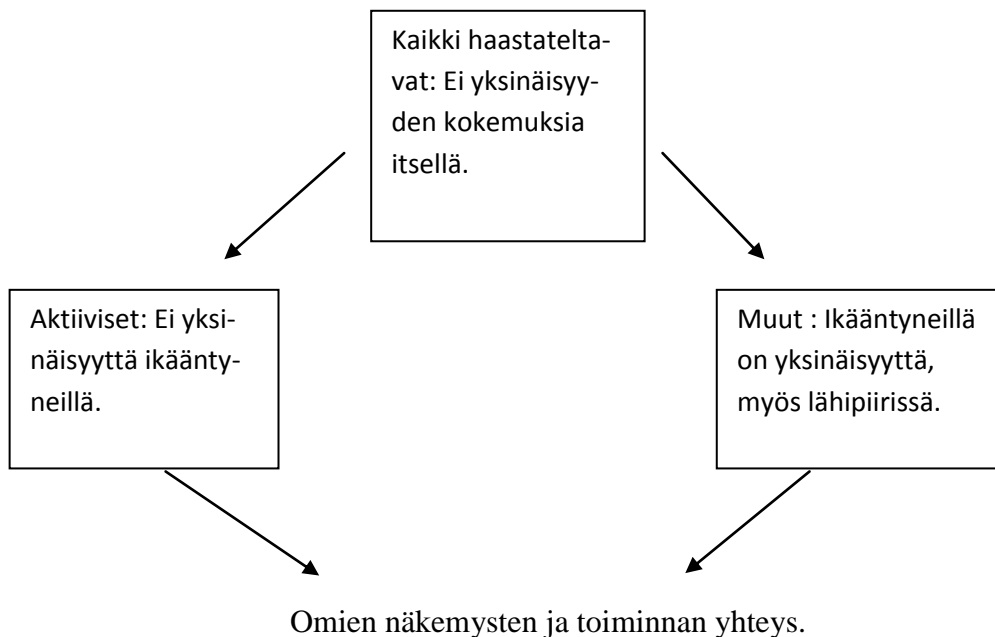 Kaikki haastatelta-
vat: Ei yksinäisyy-
den kokemuksia
itsellä.
Aktiiviset: Ei yksi-
näisyyttä ikäänty-
neillä.
Muut : Ikääntyneillä
on yksinäisyyttä,
myös lähipiirissä.
Omien näkemysten ja toiminnan yhteys.